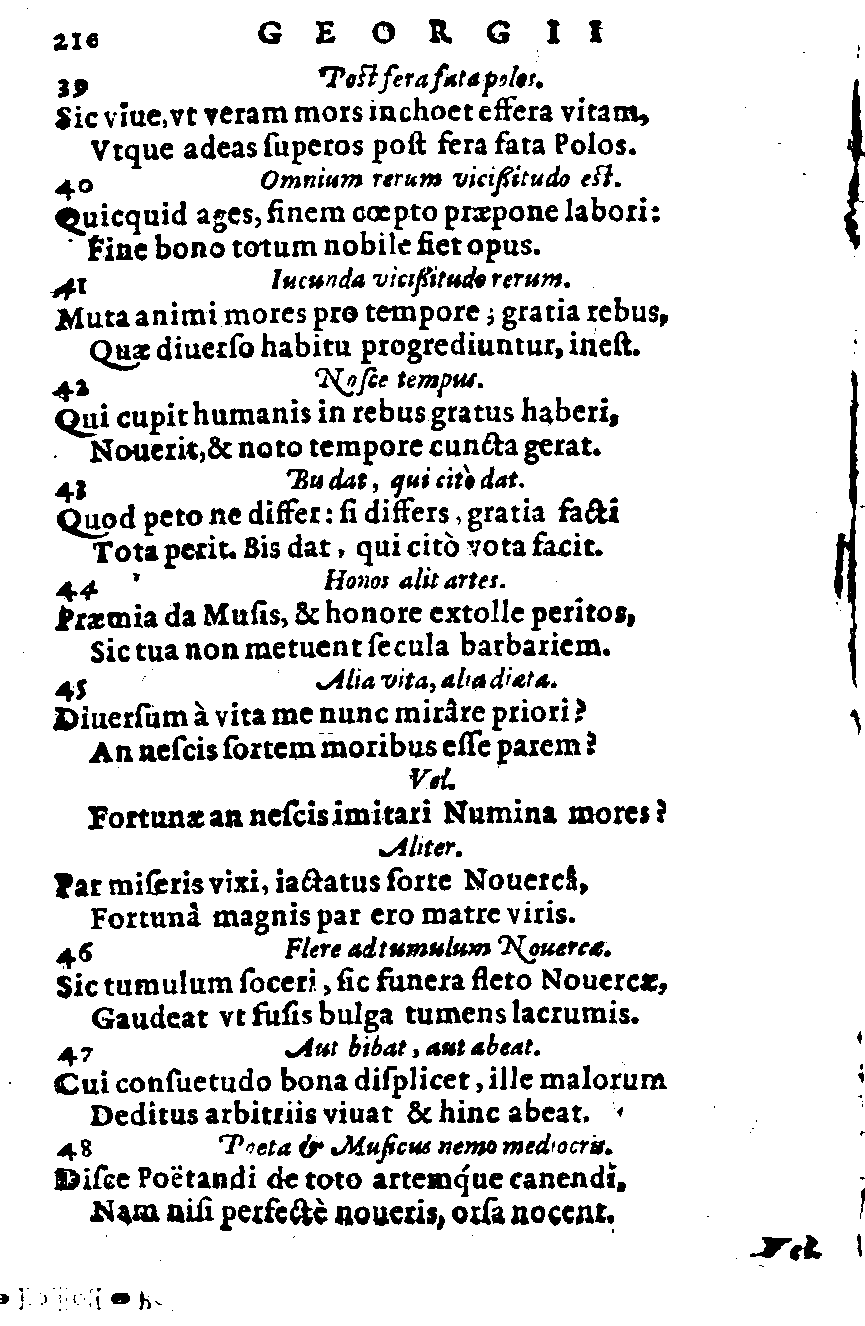 216 GEORGII
39 Post fera fata polos.
Sic viue, vt veram mors inchoet effera vitam,
Vtque adeas ſuperos poſt fera fata Polos.
40 Omnium rerum viciſſitudo eſt.
Quicquid ages, finem cœpto præpone labori:
Fine bono totum nobile fiet opus.
41 Iucunda viciſſitudo rerum.
Muta animi mores pro tempore; gratia rebus,
Quæ diuerſo habitu progrediuntur, ineſt.
42 Noſce tempus.
Qui cupit humanis in rebus gratus haberi,
Nouerit, & noto tempore cuncta gerat.
43 Bis dat, qui citò dat.
Quod peto ne differ: ſi differs, gratia facti
Tota perit. Bis dat, qui citò vota facit.
44 Honos alit artes.
Præmia da Muſis, & honore extolle perîtos,
Sic tua non metuent ſecula barbariem.
45 Alia vita, alia diæta.
Diuerſum à vita me nunc mirâre priori?
An neſcis ſortem moribus eſſe parem?
Vel.
Fortunæ an neſcis imitari Numina mores?
Aliter.
Par miſeris vixi, iactatus forte Nouercâ,
Fortunâ magnis par ero matre viris.
46 Flere ad tumulum Nouercæ.
Sic tumulum ſoceri, ſic funera fleto Nouercæ,
Gaudeat vt fuſis bulga tumens lacrumis.
47 Aut bibat, aut abeat.
Cui conſuetudo bona diſplicet, ille malorum
Deditus arbitriis viuat & hinc abeat.
48 Poeta & Muſicus nemo mediocris.
Diſce Poëtandi de toto artemq́ue canendi,
Nam niſi perfectè noueris, orſa nocent.
Vel.